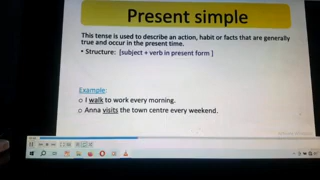 Present simple
This tense is used to describe an action, habit or facts that are generally
true and occur in the present time.
• Structure: [subject + verb in present form ]
Example:
o I walk to work every morning.
o Anna visits the town centre every weekend.